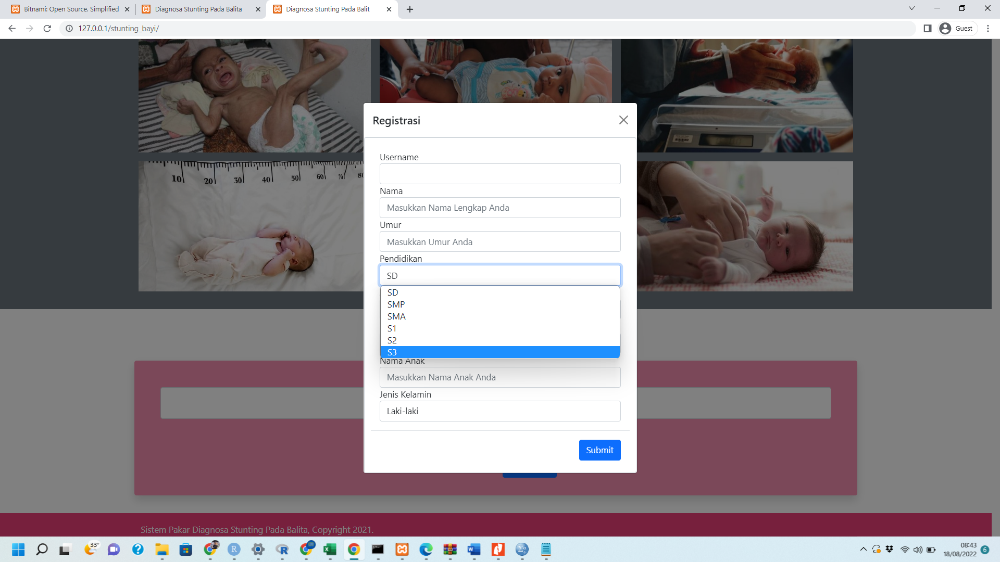 Bitnami: Open Source. Simplified
Diagnosa Stunting Pada Balita
Diagnosa Stunting Pada Balit
127.0.0.1/stunting_bayi/
Guest
10 20 30 40 50 60 70 80
Registrasi
Username
Nama
Masukkan Nama Lengkap Anda
Umur
Masukkan Umur Anda
Pendidikan
SD
SD
SMP
SMA
S1
S2
S3
Nama Anak
Masukkan Nama Anak Anda
Jenis Kelamin
Laki-laki
Submit
Sistem Pakar Diagnosa Stunting Pada Balita, Copyright 2021.
33°
08:43
18/08/2022
6